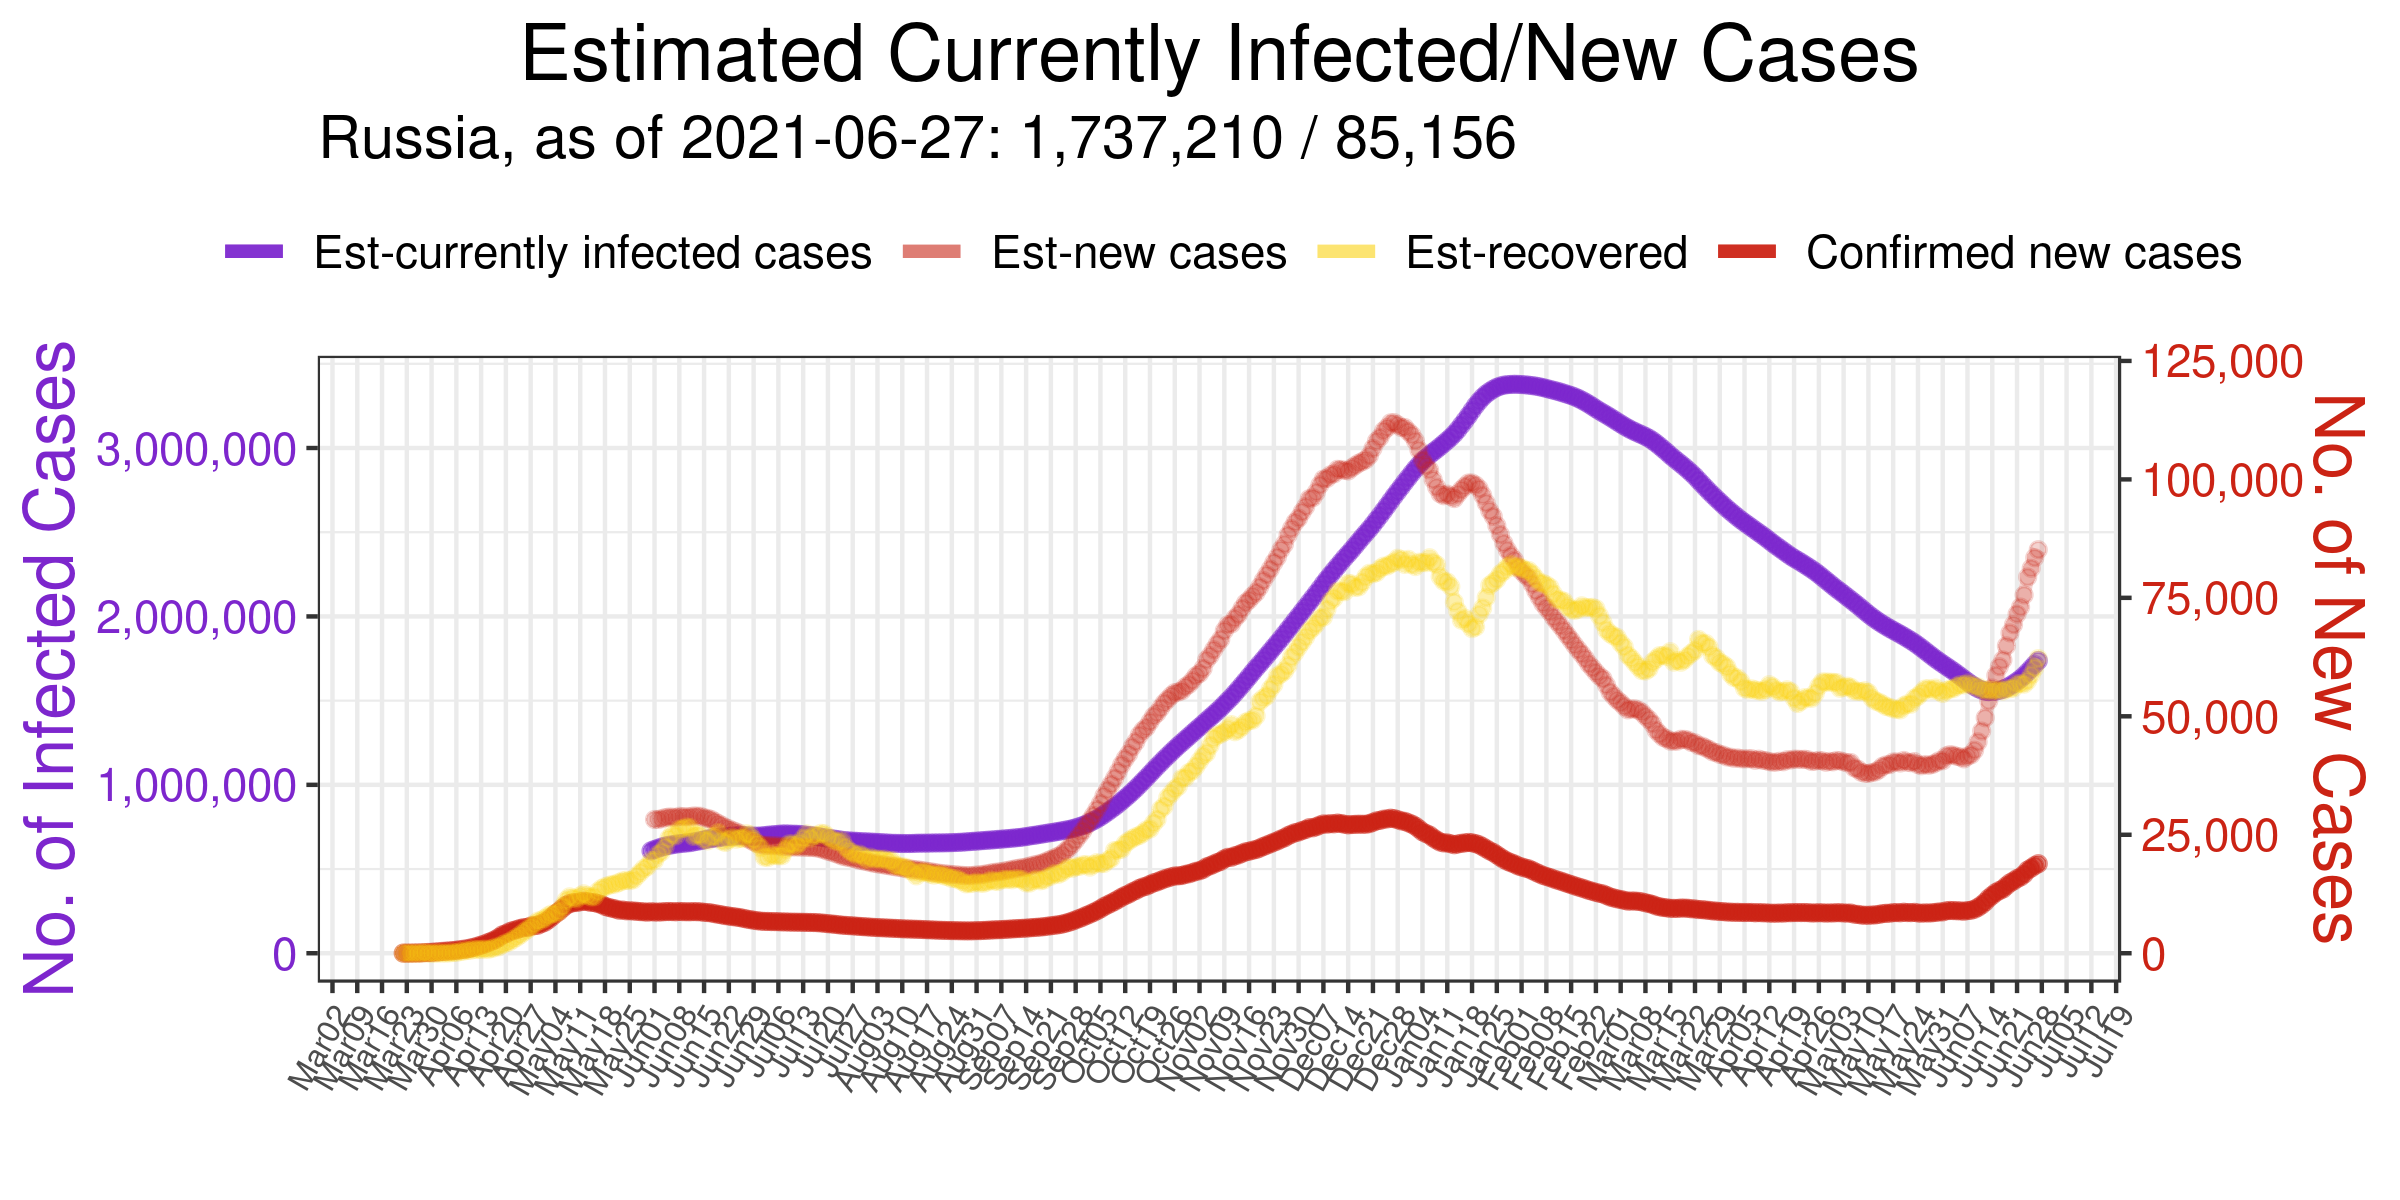 Estimated Currently Infected/New Cases
Russia, as of 2021-06-27: 1,737,210 / 85,156
Est-currently infected cases Est-new cases Est-recovered Confirmed new cases
No. of Infected Cases
3,000,000
2,000,000
1,000,000
0
125,000
100,000
75,000
50,000
25,000
0
No. of New Cases
Mar02
Mar09
Mar16
Mar23
Mar30
Apr06
Apr13
Apr20
Apr27
May04
May11
May18
May25
Jun01
Jun08
Jun15
Jun22
Jun29
Jul06
Jul13
Jul20
Jul27
Aug03
Aug10
Aug17
Aug24
Aug31
Sep07
Sep14
Sep21
Sep28
Oct05
Oct12
Oct19
Oct26
Nov02
Nov09
Nov16
Nov23
Nov30
Dec07
Dec14
Dec21
Dec28
Jan04
Jan11
Jan18
Jan25
Feb01
Feb08
Feb15
Feb22
Mar01
Mar08
Mar15
Mar22
Mar29
Apr05
Apr12
Apr19
Apr26
May03
May10
May17
May24
May31
Jun07
Jun14
Jun21
Jun28
Jul05
Jul12
Jul19